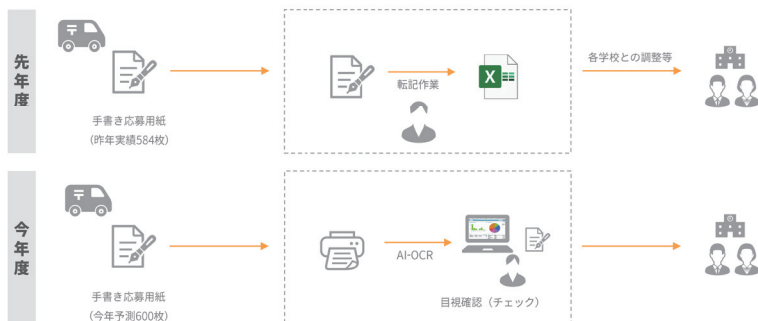 先年度
〒
手書き応募用紙
(昨年実績584枚)
転記作業
X
各学校との調整等
今年度
〒
手書き応募用紙
(今年予測600枚)
AI-OCR
目視確認(チェック)